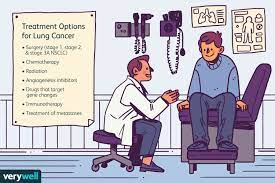 Treatment Options
for Lung Cancer
• Surgery (stage 1, stage 2,
& stage 3A NSCLC)
• Chemotherapy
• Radiation
• Angiogenesis inhibitors
• Drugs that target
gene changes
• Immunotherapy
• Treatment of metastases
verywell